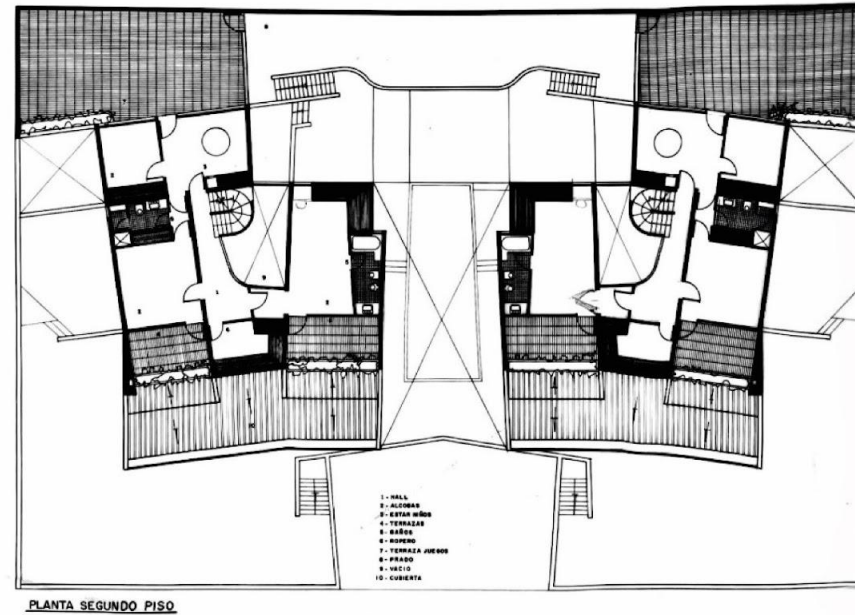 1 - HALL
2 - ALCOBAS
3 - ESTAR NIÑOS
4 - TERRAZAS
5 - BAÑOS
6 - ROPERO
7 - TERRAZA JUEGOS
8 - PRADO
9 - VACIO
10 - CUBIERTA
PLANTA SEGUNDO PISO